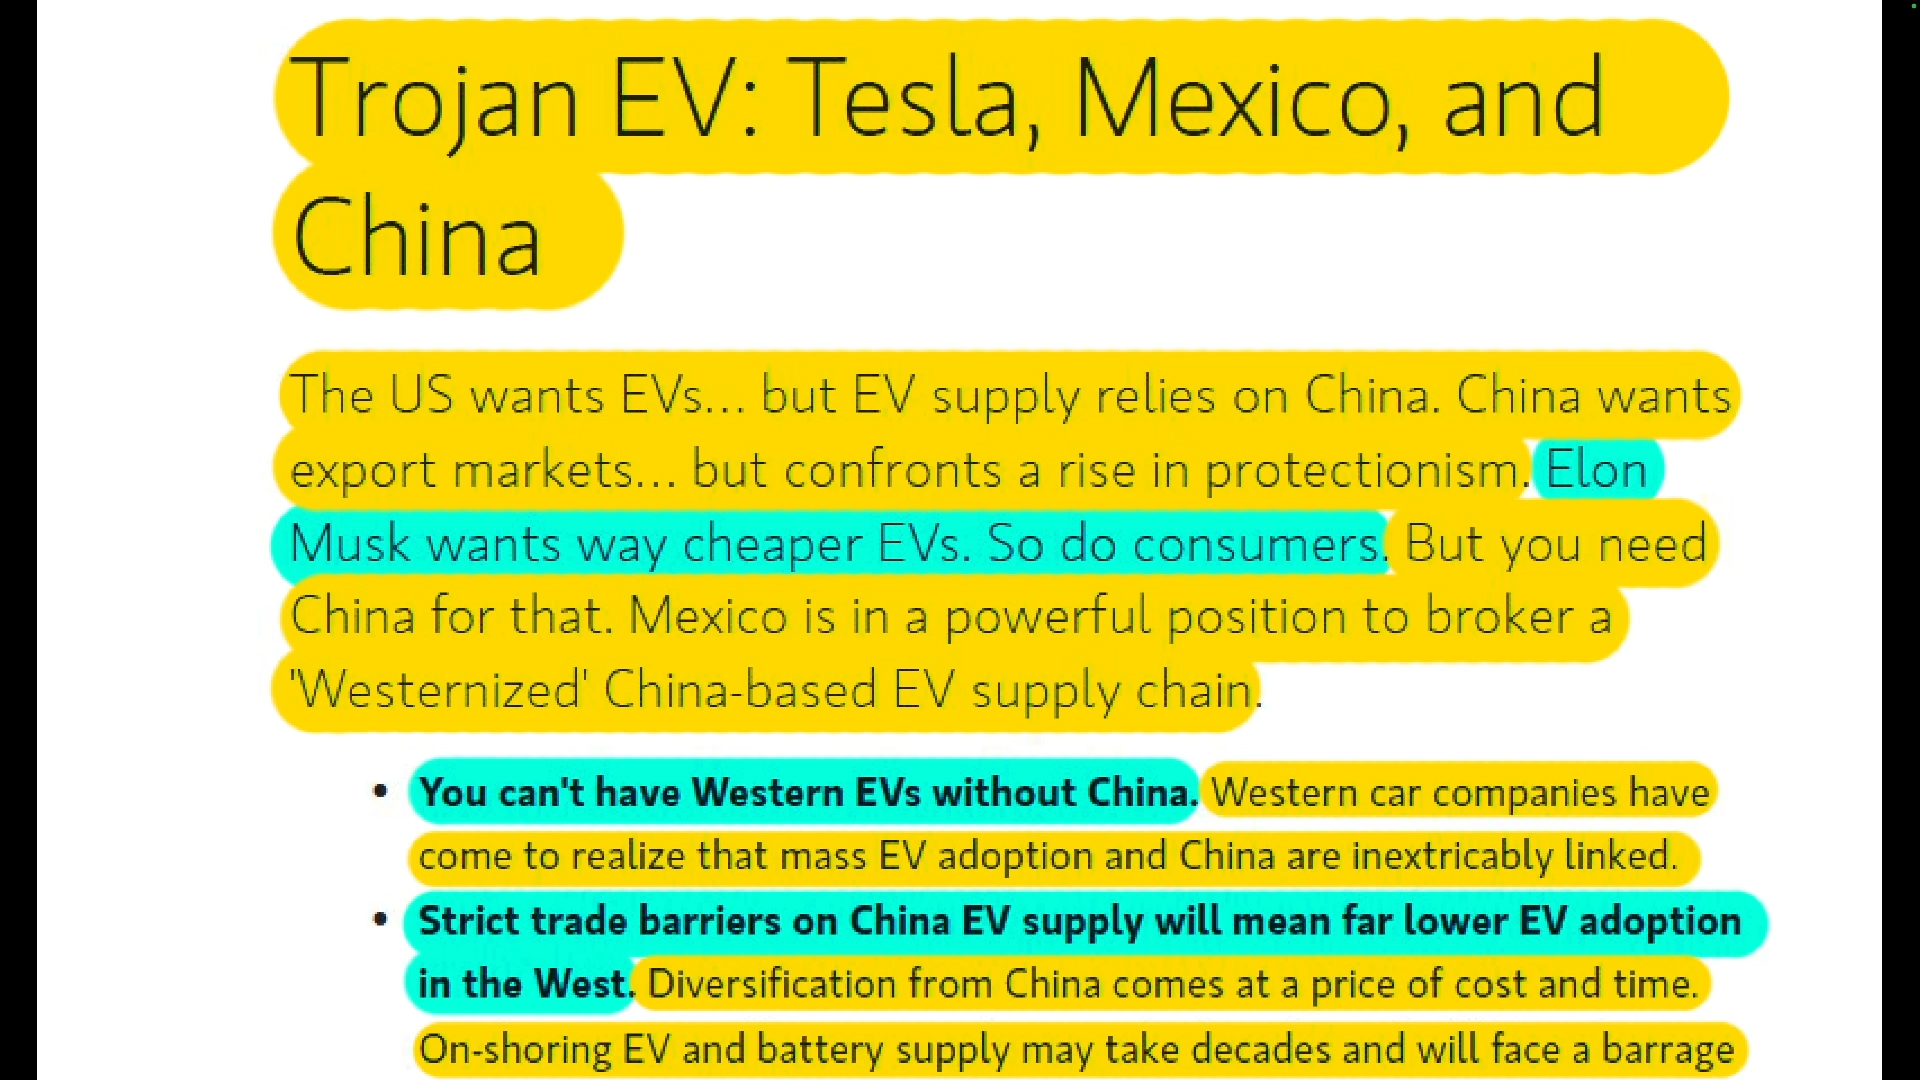 Trojan EV: Tesla, Mexico, and
China
The US wants EVs... but EV supply relies on China. China wants
export markets... but confronts a rise in protectionism. Elon
Musk wants way cheaper EVs. So do consumers. But you need
China for that. Mexico is in a powerful position to broker a
'Westernized' China-based EV supply chain.
• You can't have Western EVs without China. Western car companies have
come to realize that mass EV adoption and China are inextricably linked.
• Strict trade barriers on China EV supply will mean far lower EV adoption
in the West. Diversification from China comes at a price of cost and time.
On-shoring EV and battery supply may take decades and will face a barrage